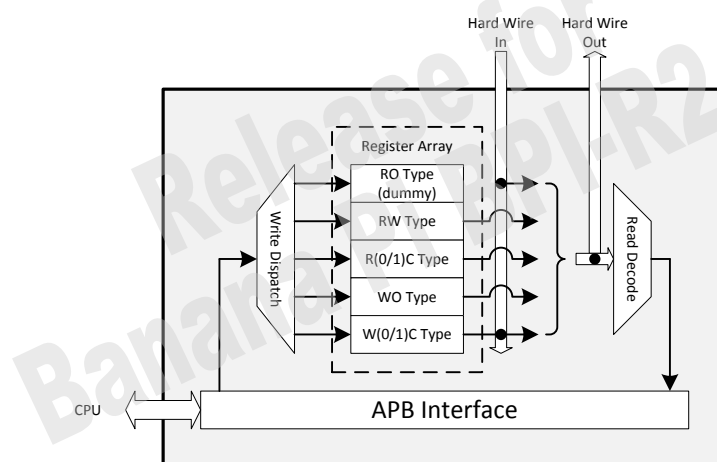 Hard Wire
In
Hard Wire
Out
Register Array
Write Dispatch
RO Type
(dummy)
RW Type
R(0/1)C Type
WO Type
W(0/1)C Type
Read Decode
CPU
APB Interface
Release for
Banana Pi BPI-R2